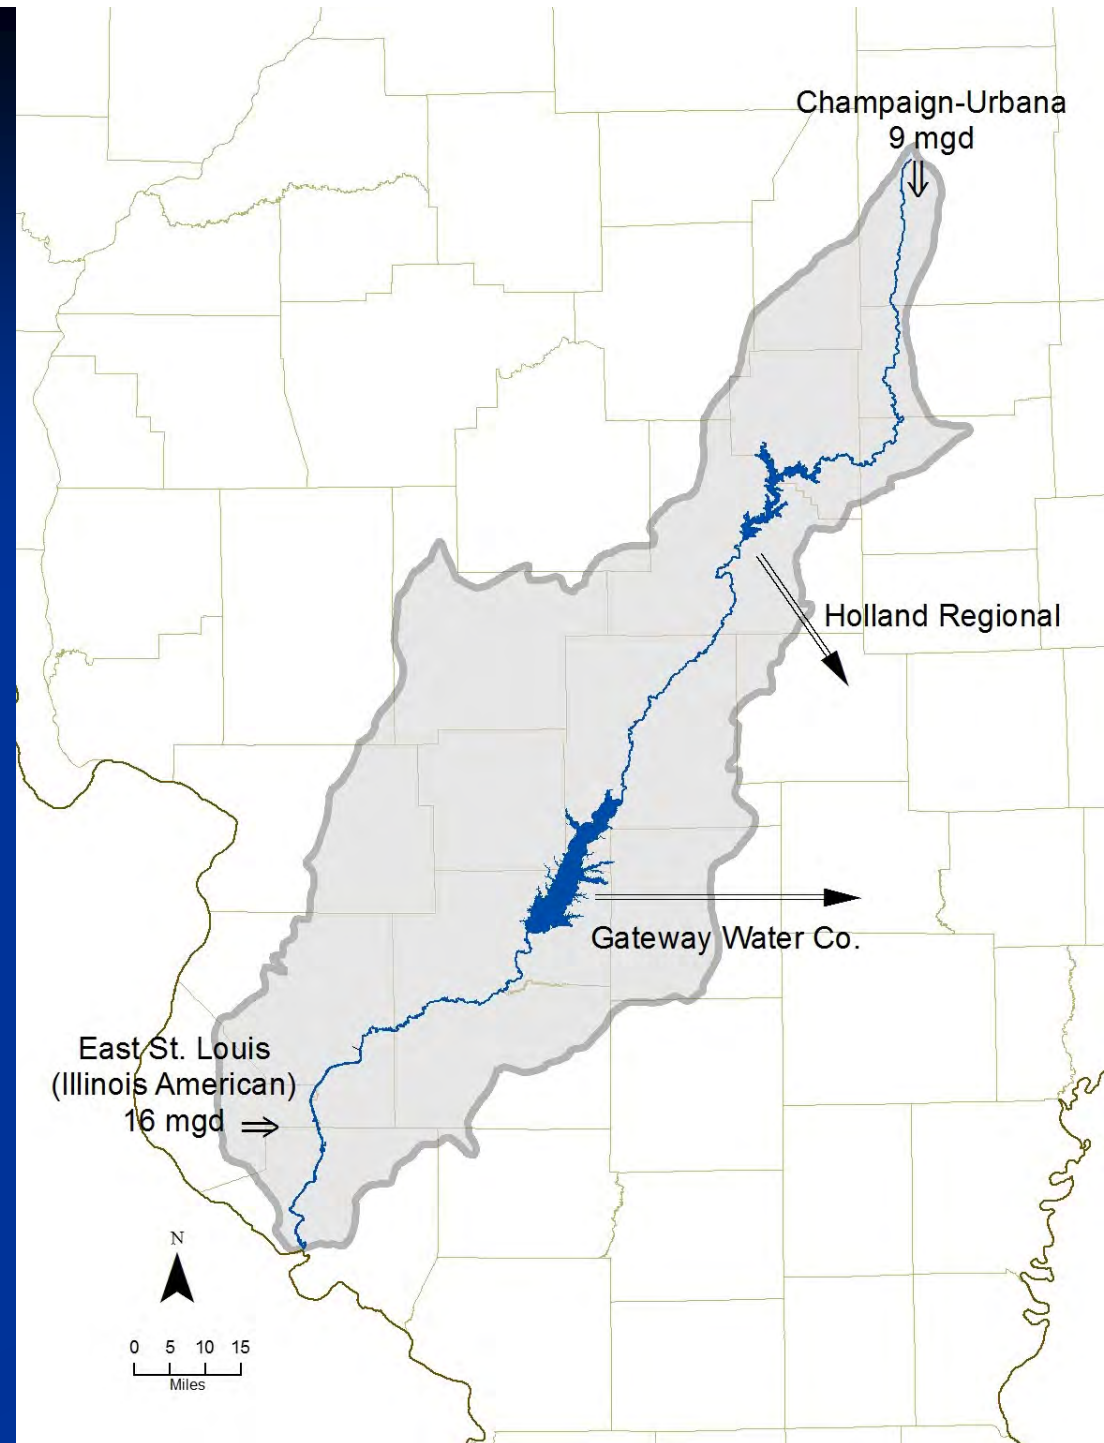 Champaign-Urbana
9 mgd
Holland Regional
Gateway Water Co.
East St. Louis
(Illinois American)
16 mgd
N
0 5 10 15
Miles